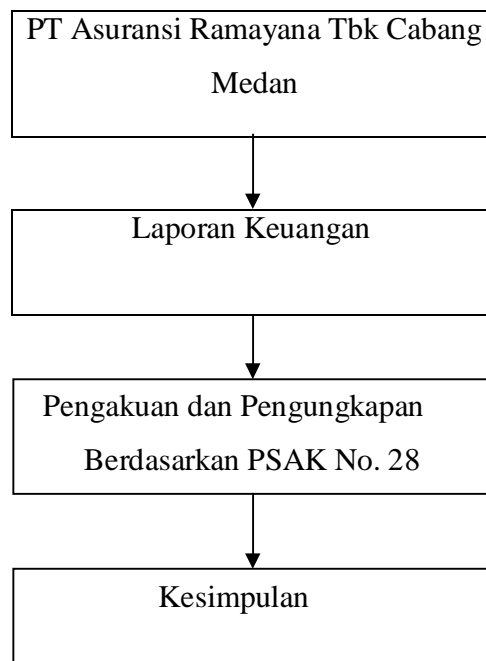 PT Asuransi Ramayana Tbk Cabang
Medan
Laporan Keuangan
Pengakuan dan Pengungkapan
Berdasarkan PSAK No. 28
Kesimpulan